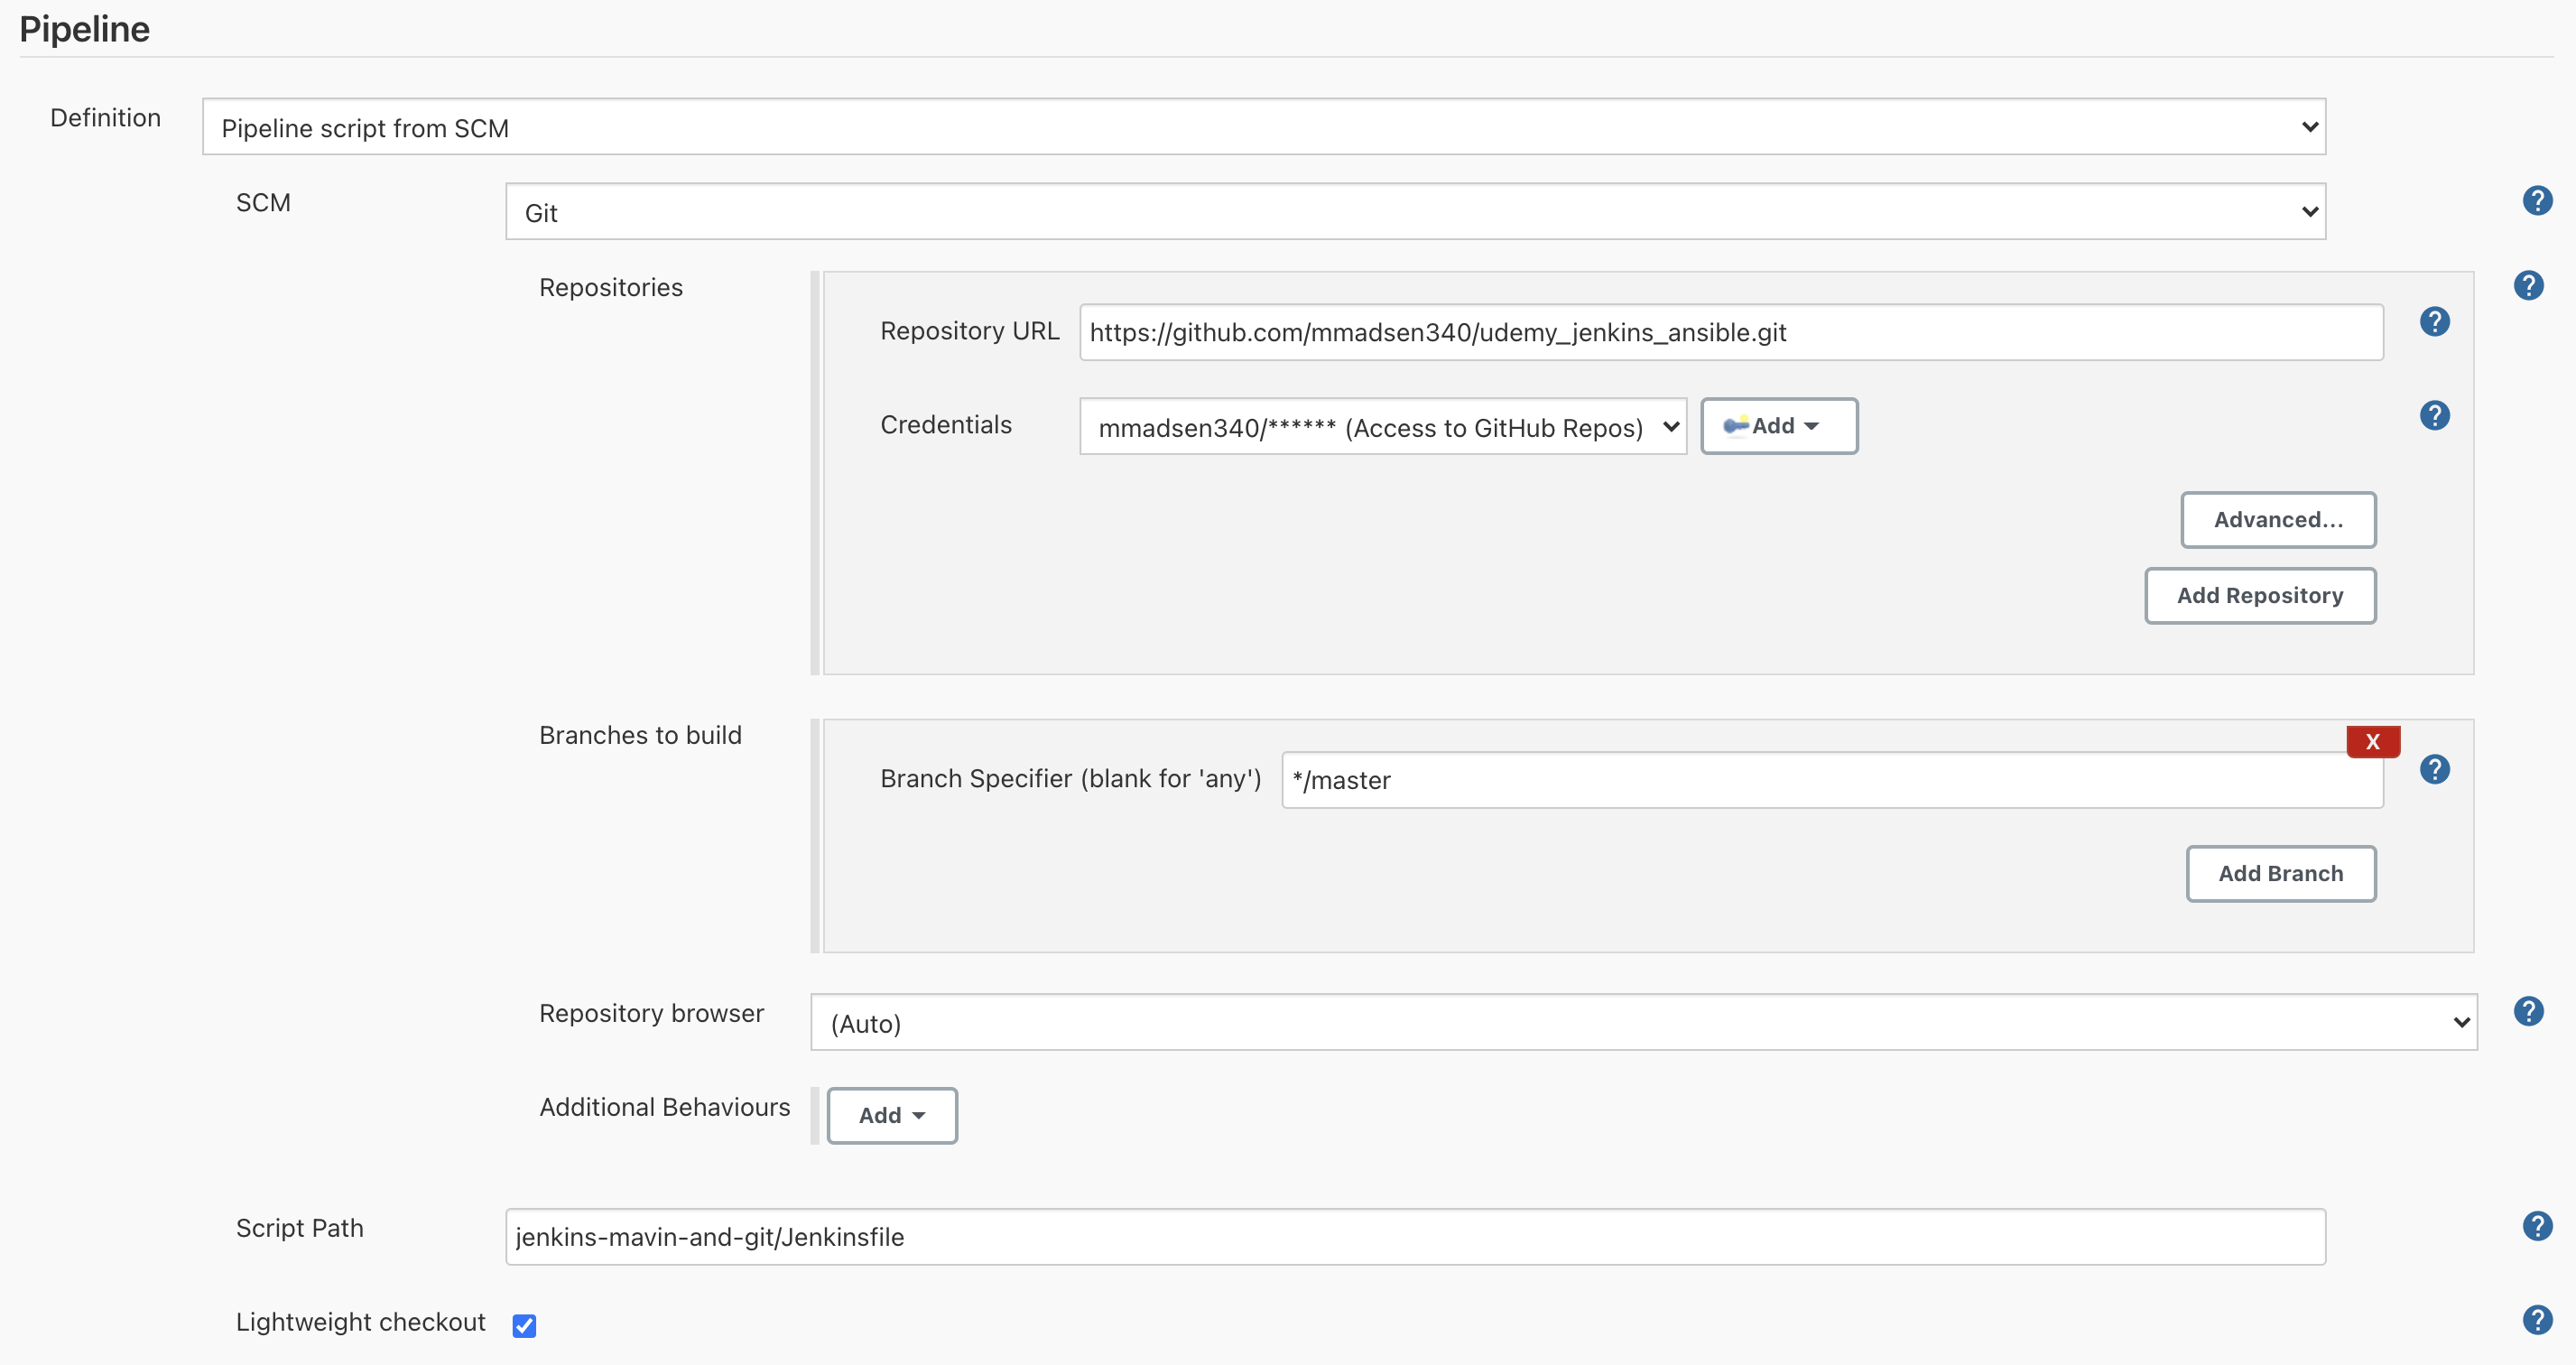 Pipeline
Definition
Pipeline script from SCM
SCM
Git
?
Repositories
?
Repository URL
https://github.com/mmadsen340/udemy_jenkins_ansible.git
?
Credentials
mmadsen340/****** (Access to GitHub Repos)
Add
?
Advanced...
Add Repository
Branches to build
X
Branch Specifier (blank for 'any')
*/master
?
Add Branch
Repository browser
(Auto)
?
Additional Behaviours
Add
Script Path
jenkins-mavin-and-git/Jenkinsfile
?
Lightweight checkout
?